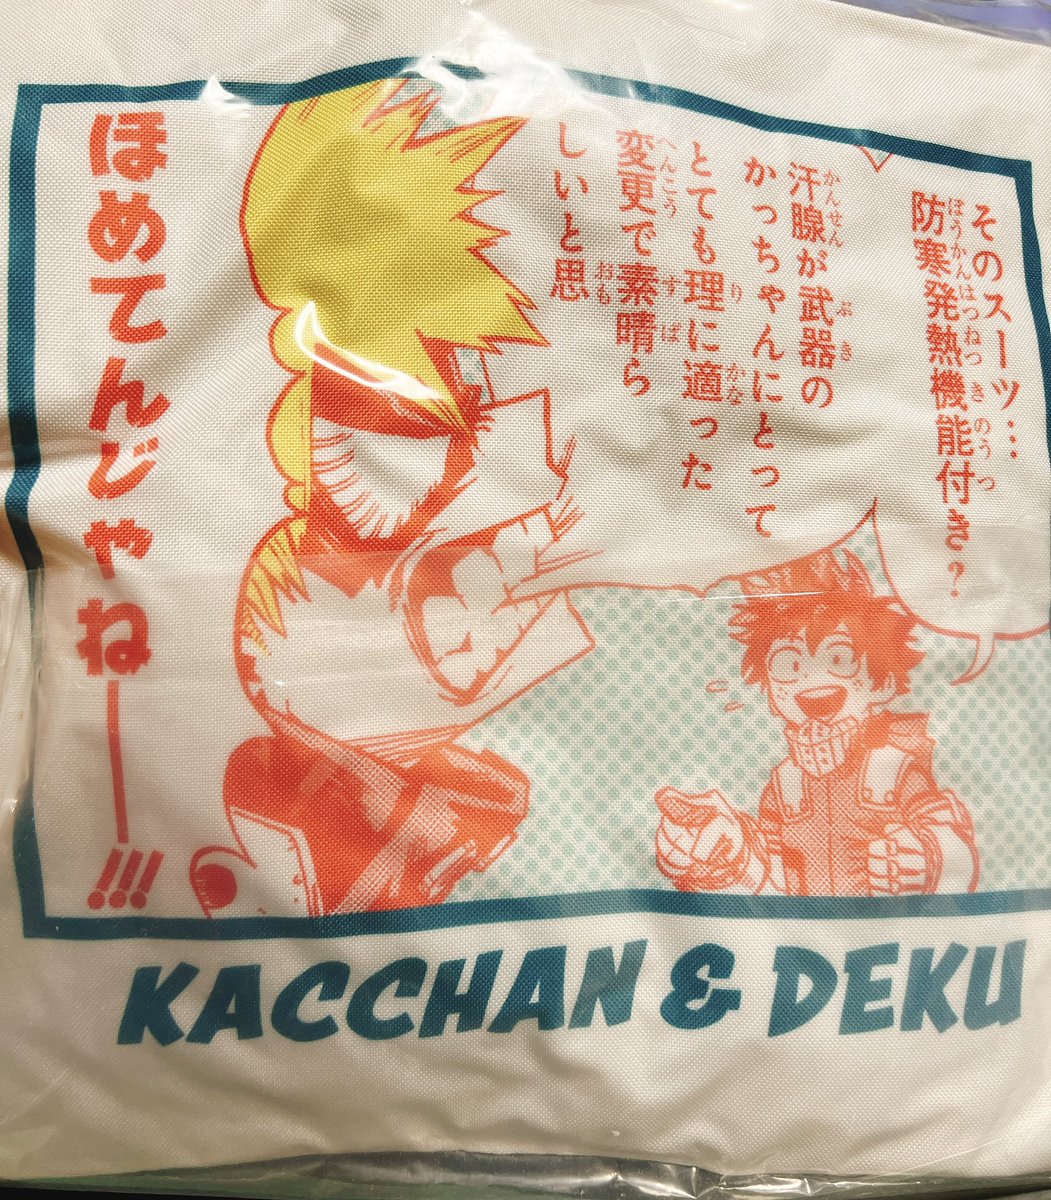 そのスーツ…
防寒発熱機能付き?
汗腺が武器の
かっちゃんにとって
とても理に適った
変更で素晴ら
しいと思
ほめてんじゃねーー!!!
KACCHAN & DEKU